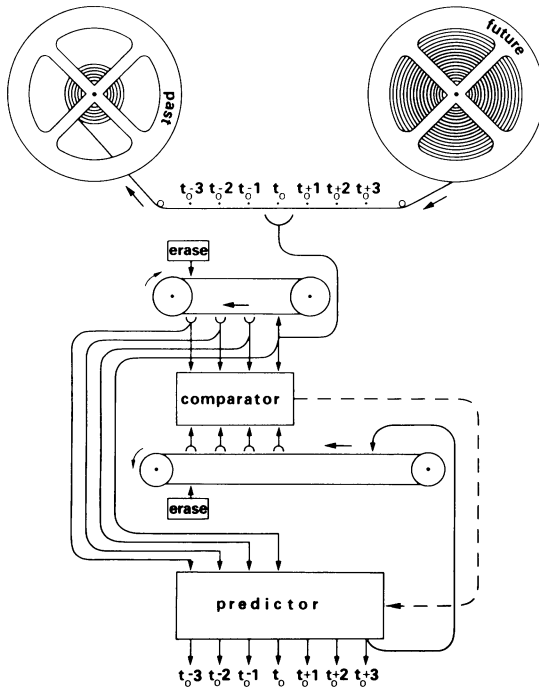 past
future
t₀-3 t₀-2 t₀-1 t₀ t₀+1 t₀+2 t₀+3
erase
comparator
erase
predictor
t₀-3 t₀-2 t₀-1 t₀ t₀+1 t₀+2 t₀+3